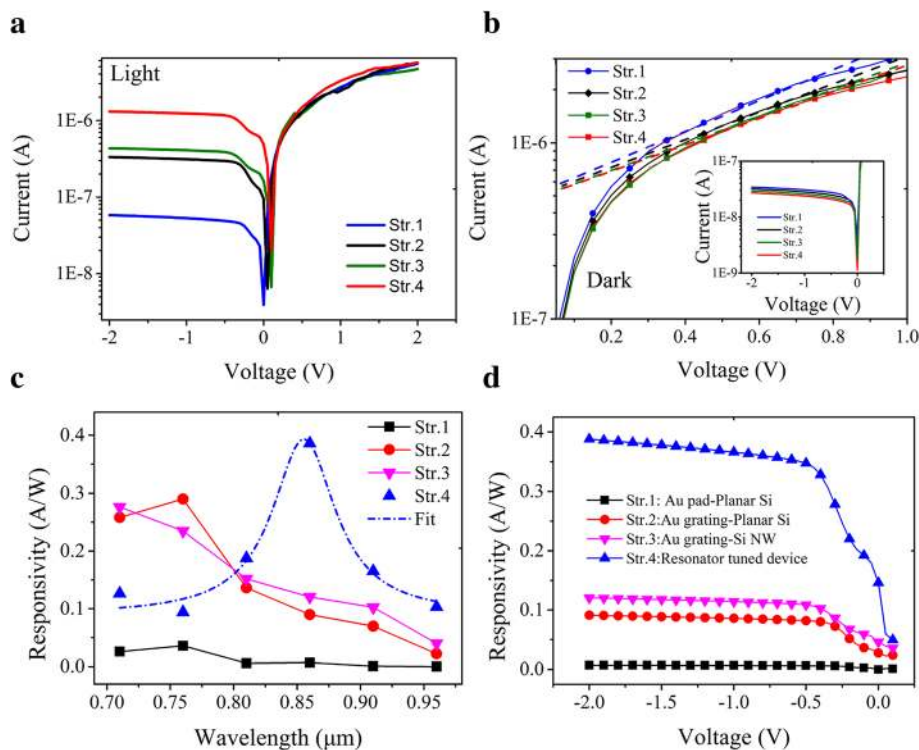 a
Light
Current (A)
1E-6
1E-7
1E-8
-2
-1
0
1
2
Voltage (V)
Str.1
Str.2
Str.3
Str.4
b
Str.1
Str.2
Str.3
Str.4
Current (A)
1E-6
1E-7
Dark
0.2
0.4
0.6
0.8
1.0
Voltage (V)
Current (A)
1E-7
1E-8
1E-9
Str.1
Str.2
Str.3
Str.4
-2
-1
0
Voltage (V)
c
Responsivity (A/W)
0.4
0.3
0.2
0.1
0.0
Str.1
Str.2
Str.3
Str.4
Fit
0.70
0.75
0.80
0.85
0.90
0.95
Wavelength (μm)
d
Responsivity (A/W)
0.4
0.3
0.2
0.1
0.0
Str.1: Au pad-Planar Si
Str.2:Au grating-Planar Si
Str.3:Au grating-Si NW
Str.4:Resonator tuned device
-2.0
-1.5
-1.0
-0.5
0.0
Voltage (V)